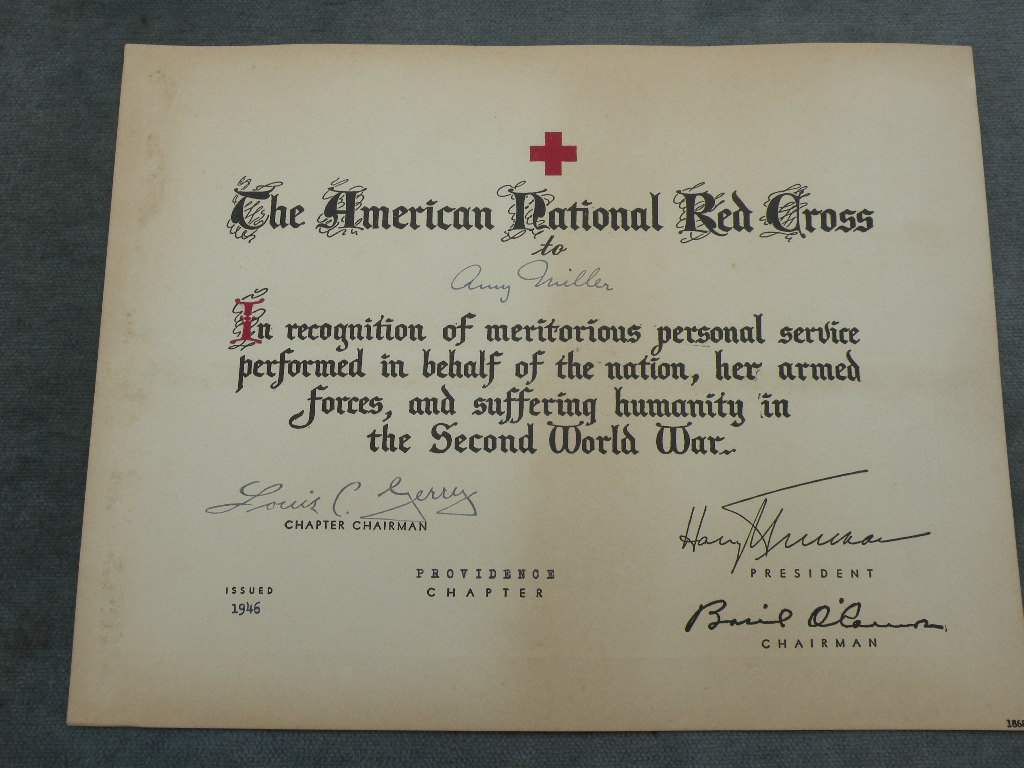 The American National Red Cross
to
Amy Miller
In recognition of meritorious personal service
performed in behalf of the nation, her armed
forces, and suffering humanity in
the Second World War.
Louis C. Gerry
CHAPTER CHAIRMAN
Harry Truman
PRESIDENT
PROVIDENCE
CHAPTER
ISSUED
1946
Basil O'Connor
CHAIRMAN